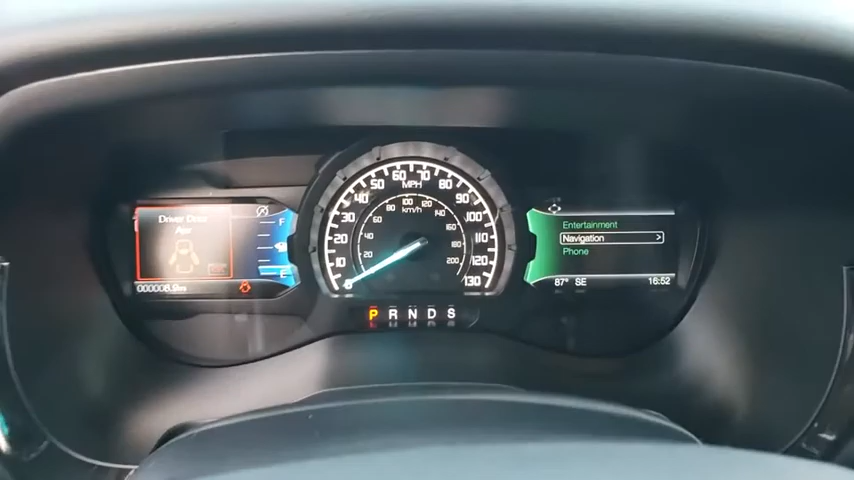 Driver Door
Ajar
OK
000008.9mi
F
E
10
20
30
40
50
60
70
80
90
100
110
120
130
MPH
20
40
60
80
100
120
140
160
180
200
km/h
P R N D S
Entertainment
Navigation >
Phone
87° SE
16:52